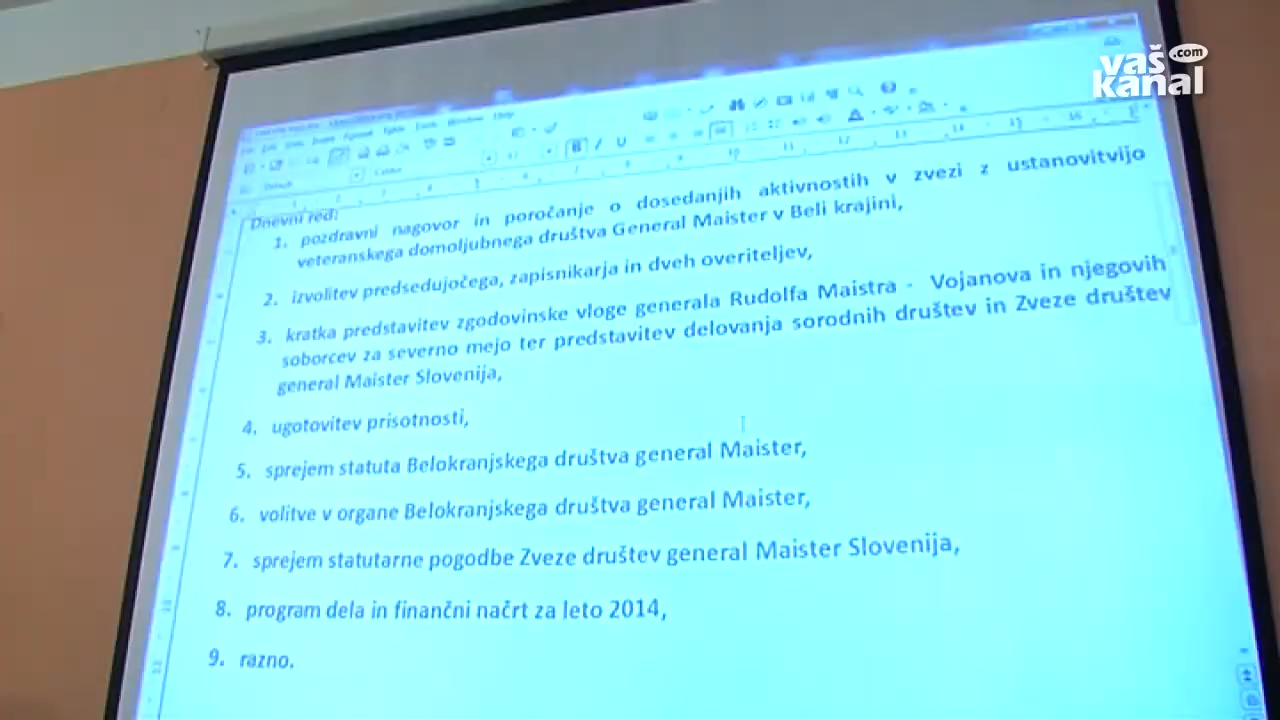 vaš
.com
kanal
Dnevni red:
1. pozdravni nagovor in poročanje o dosedanjih aktivnostih v zvezi z ustanovitvijo
veteranskega domoljubnega društva General Maister v Beli krajini,
2. izvolitev predsedujočega, zapisnikarja in dveh overiteljev,
3. kratka predstavitev zgodovinske vloge generala Rudolfa Maistra - Vojanova in njegovih
soborcev za severno mejo ter predstavitev delovanja sorodnih društev in Zveze društev
general Maister Slovenija,
4. ugotovitev prisotnosti,
5. sprejem statuta Belokranjskega društva general Maister,
6. volitve v organe Belokranjskega društva general Maister,
7. sprejem statutarne pogodbe Zveze društev general Maister Slovenija,
8. program dela in finančni načrt za leto 2014,
9. razno.